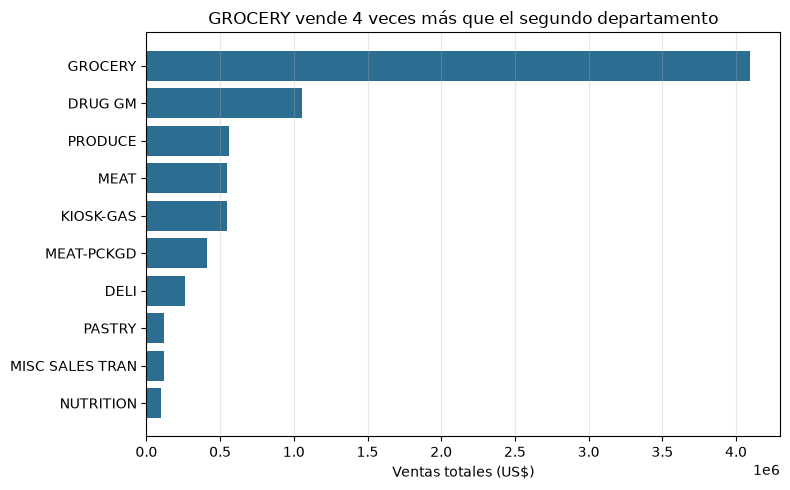 GROCERY vende 4 veces más que el segundo departamento
GROCERY
DRUG GM
PRODUCE
MEAT
KIOSK-GAS
MEAT-PCKGD
DELI
PASTRY
MISC SALES TRAN
NUTRITION
0.0 0.5 1.0 1.5 2.0 2.5 3.0 3.5 4.0
1e6
Ventas totales (US$)